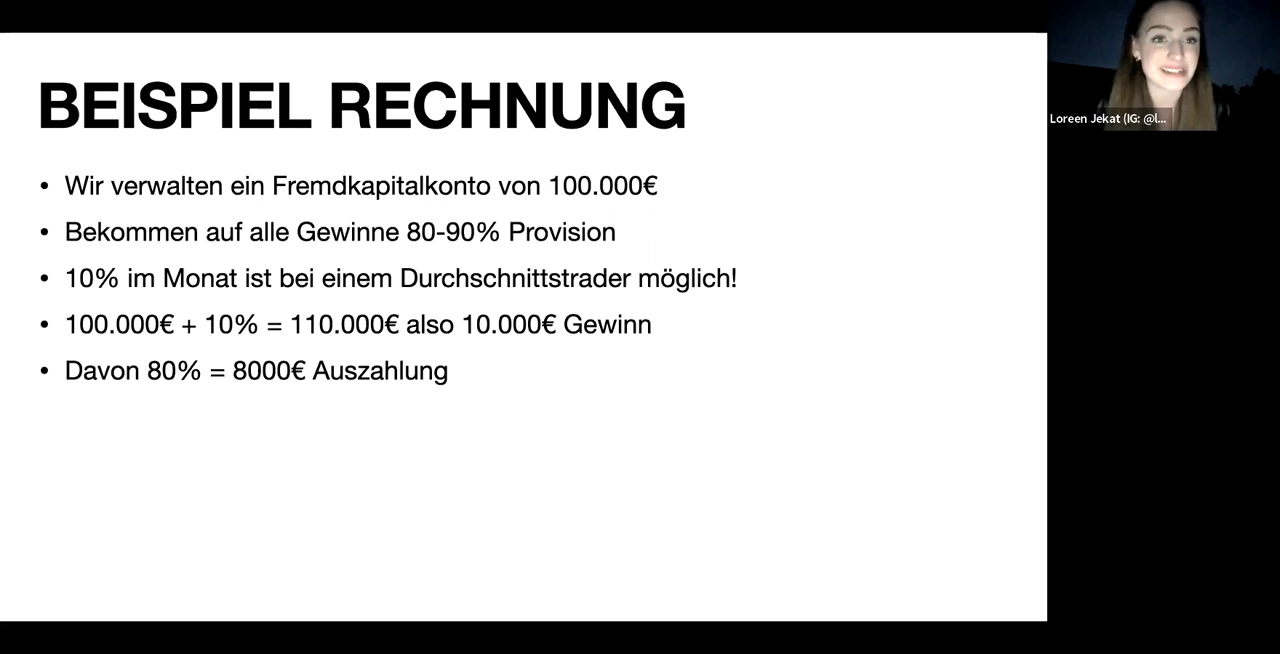 BEISPIEL RECHNUNG
• Wir verwalten ein Fremdkapitalkonto von 100.000€
• Bekommen auf alle Gewinne 80-90% Provision
• 10% im Monat ist bei einem Durchschnittstrader möglich!
• 100.000€ + 10% = 110.000€ also 10.000€ Gewinn
• Davon 80% = 8000€ Auszahlung
Loreen Jekat (IG: @l...